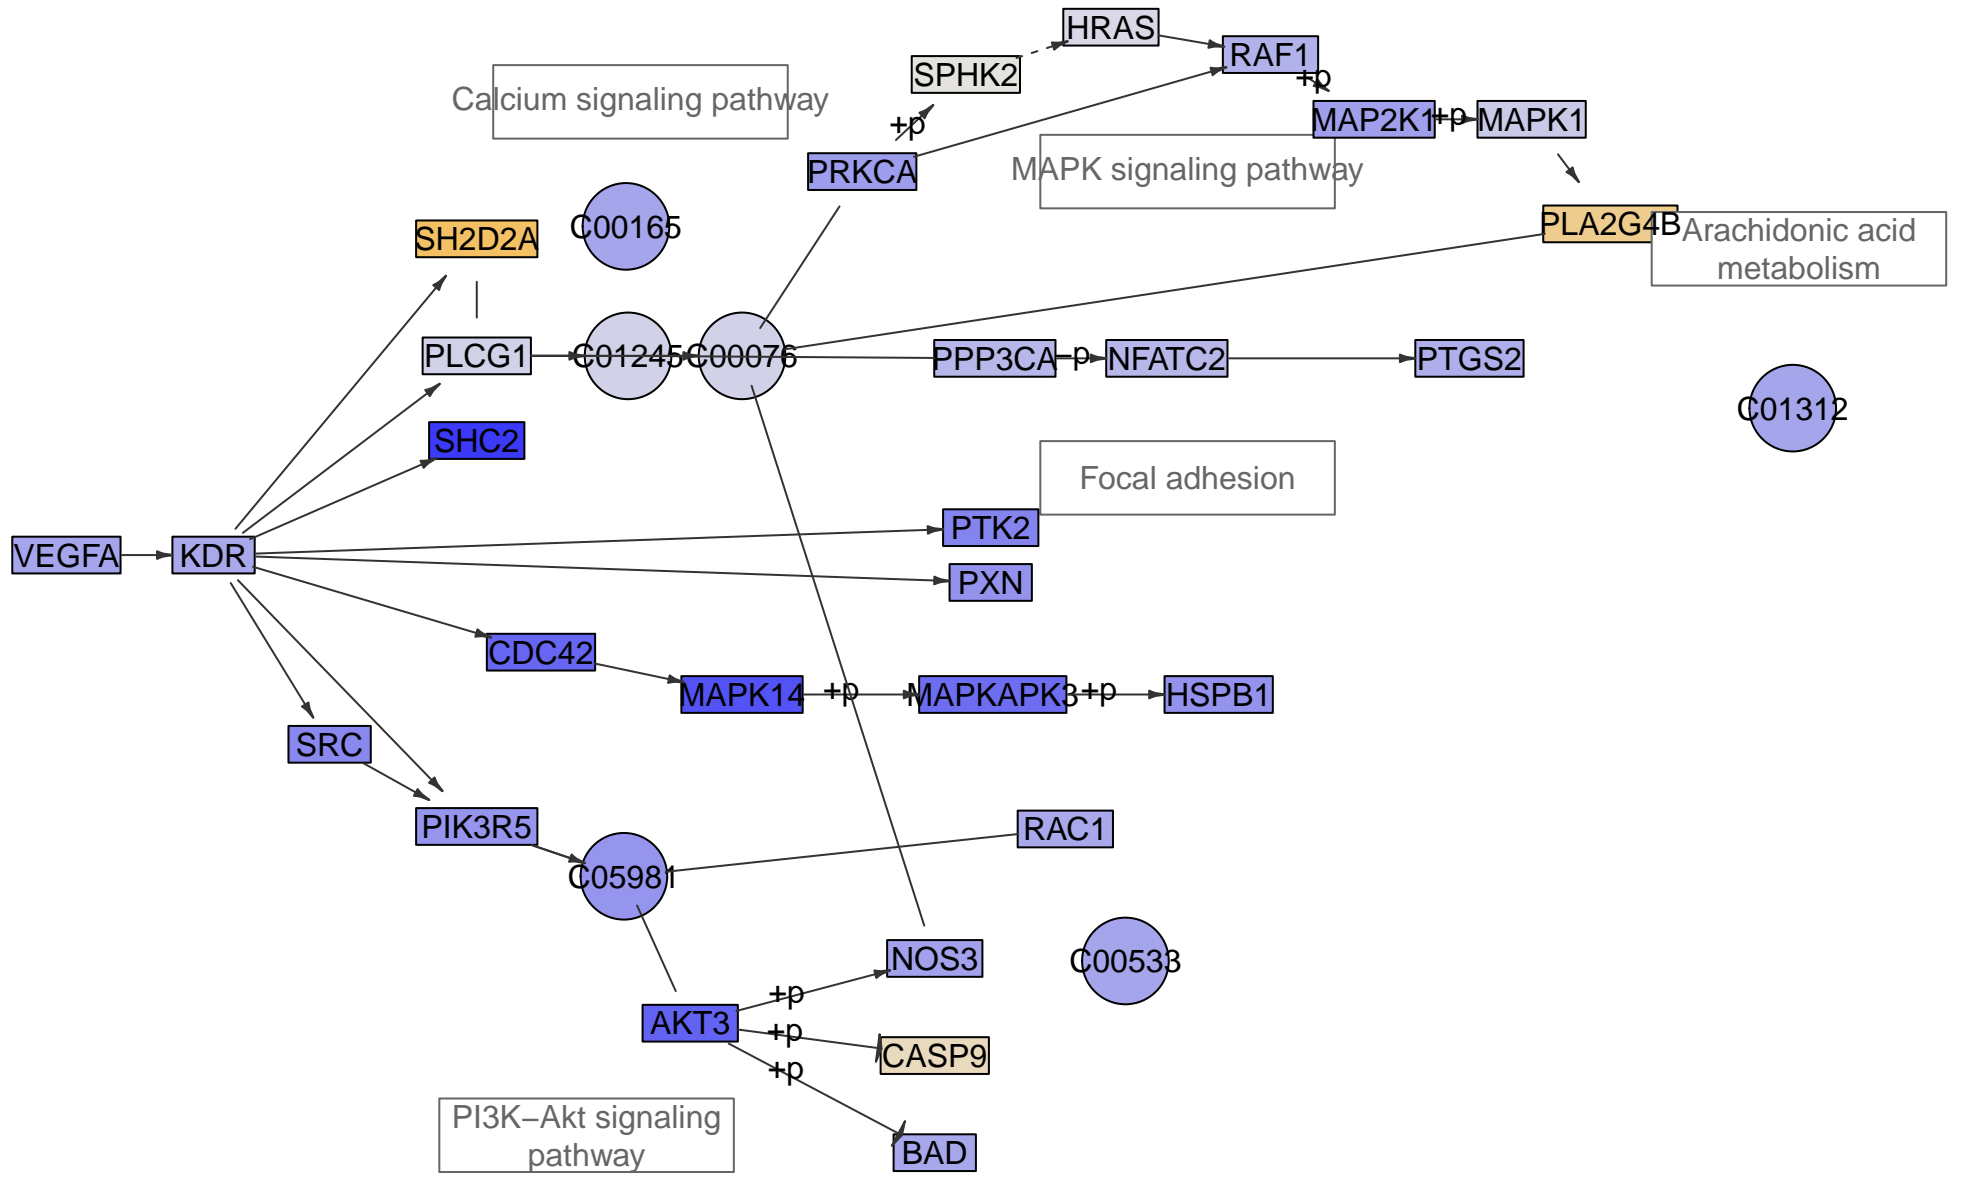 HRAS
RAF1
SPHK2
+p
Calcium signaling pathway
+p
MAP2K1
+p
MAPK1
PRKCA
MAPK signaling pathway
SH2D2A
C00165
PLA2G4B
Arachidonic acid
metabolism
PLCG1
C01245
C00076
PPP3CA
−p
NFATC2
PTGS2
C01312
SHC2
Focal adhesion
PTK2
VEGFA
KDR
PXN
CDC42
MAPK14
+p
MAPKAPK3
+p
HSPB1
SRC
PIK3R5
RAC1
C05981
NOS3
C00533
+p
AKT3
+p
CASP9
+p
PI3K−Akt signaling
pathway
BAD